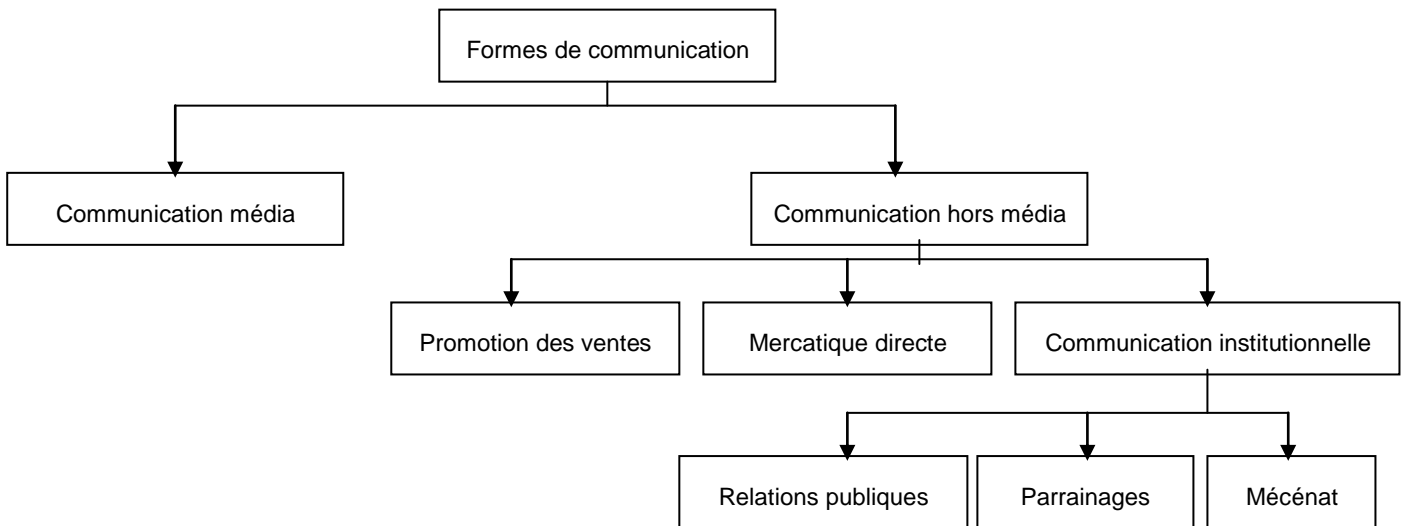 Formes de communication
Communication média
Communication hors média
Promotion des ventes
Mercatique directe
Communication institutionnelle
Relations publiques
Parrainages
Mécénat